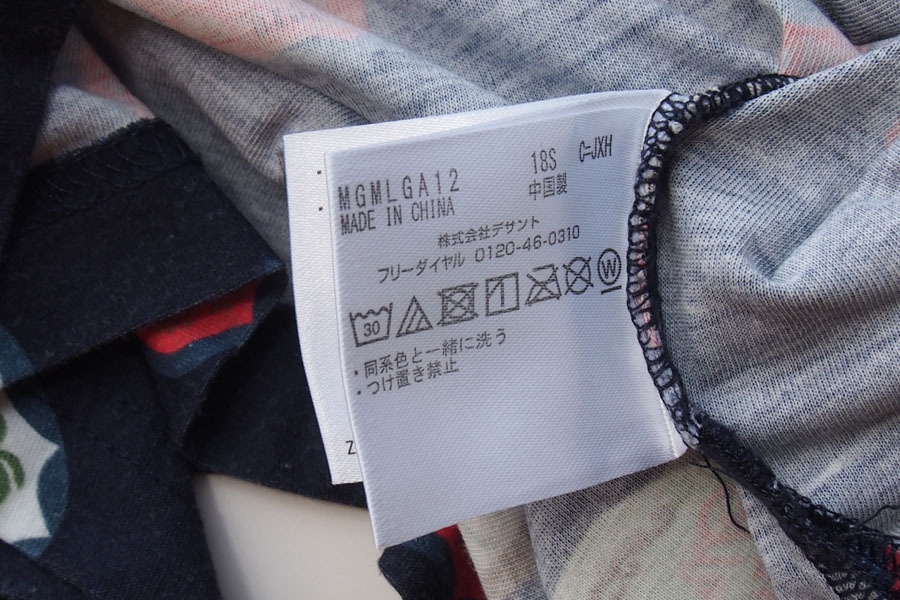 MGMLGA12 18S C-JXH
MADE IN CHINA 中国製
株式会社デサント
フリーダイヤル 0120-46-0310
30 W
・同系色と一緒に洗う
・つけ置き禁止
Z